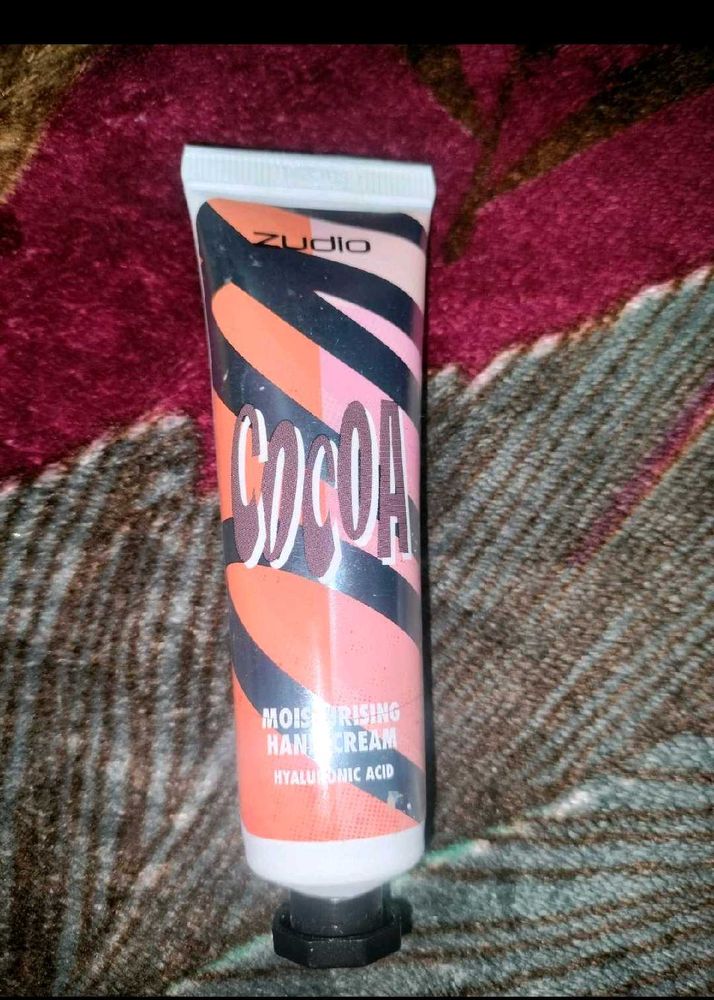 zudio
COCOA
MOISTURISING
HAND CREAM
HYALURONIC ACID